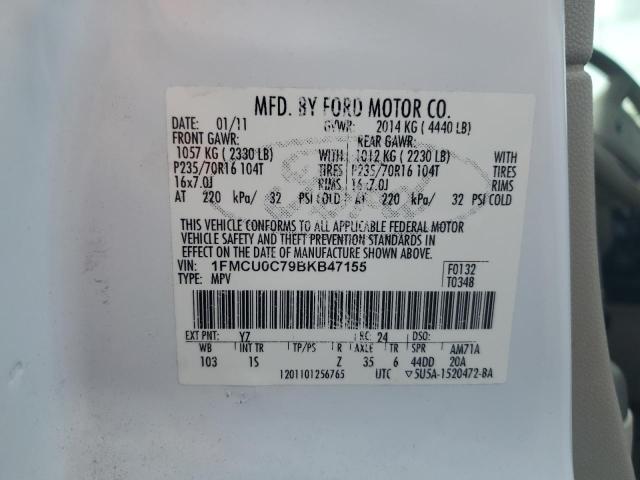 MFD. BY FORD MOTOR CO.
DATE: 01/11 GVWR: 2014 KG ( 4440 LB)
FRONT GAWR: REAR GAWR:
1057 KG ( 2330 LB) WITH 1012 KG ( 2230 LB) WITH
P235/70R16 104T TIRES P235/70R16 104T TIRES
16x7.0J RIMS 16x7.0J RIMS
AT 220 kPa/ 32 PSI COLD AT 220 kPa/ 32 PSI COLD
THIS VEHICLE CONFORMS TO ALL APPLICABLE FEDERAL MOTOR
VEHICLE SAFETY AND THEFT PREVENTION STANDARDS IN
EFFECT ON THE DATE OF MANUFACTURE SHOWN ABOVE.
VIN: 1FMCU0C79BKB47155 F0132
TYPE: MPV T0348
EXT PNT: YZ RC: 24 DSO:
WB INT TR TP/PS R AXLE TR SPR AM71A
103 1S Z 35 6 44DD 20A
1201101256765 UTC 5U5A-1520472-BA